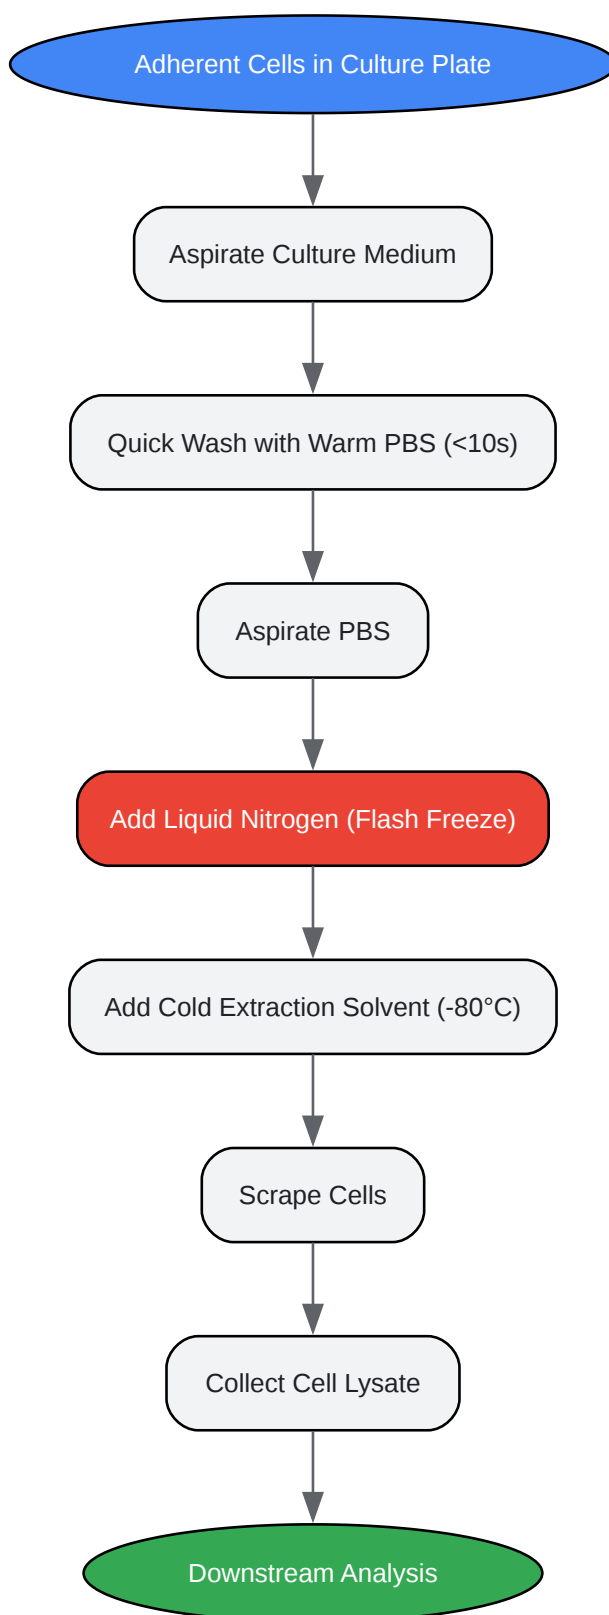 Adherent Cells in Culture Plate
Aspirate Culture Medium
Quick Wash with Warm PBS (<10s)
Aspirate PBS
Add Liquid Nitrogen (Flash Freeze)
Add Cold Extraction Solvent (-80°C)
Scrape Cells
Collect Cell Lysate
Downstream Analysis